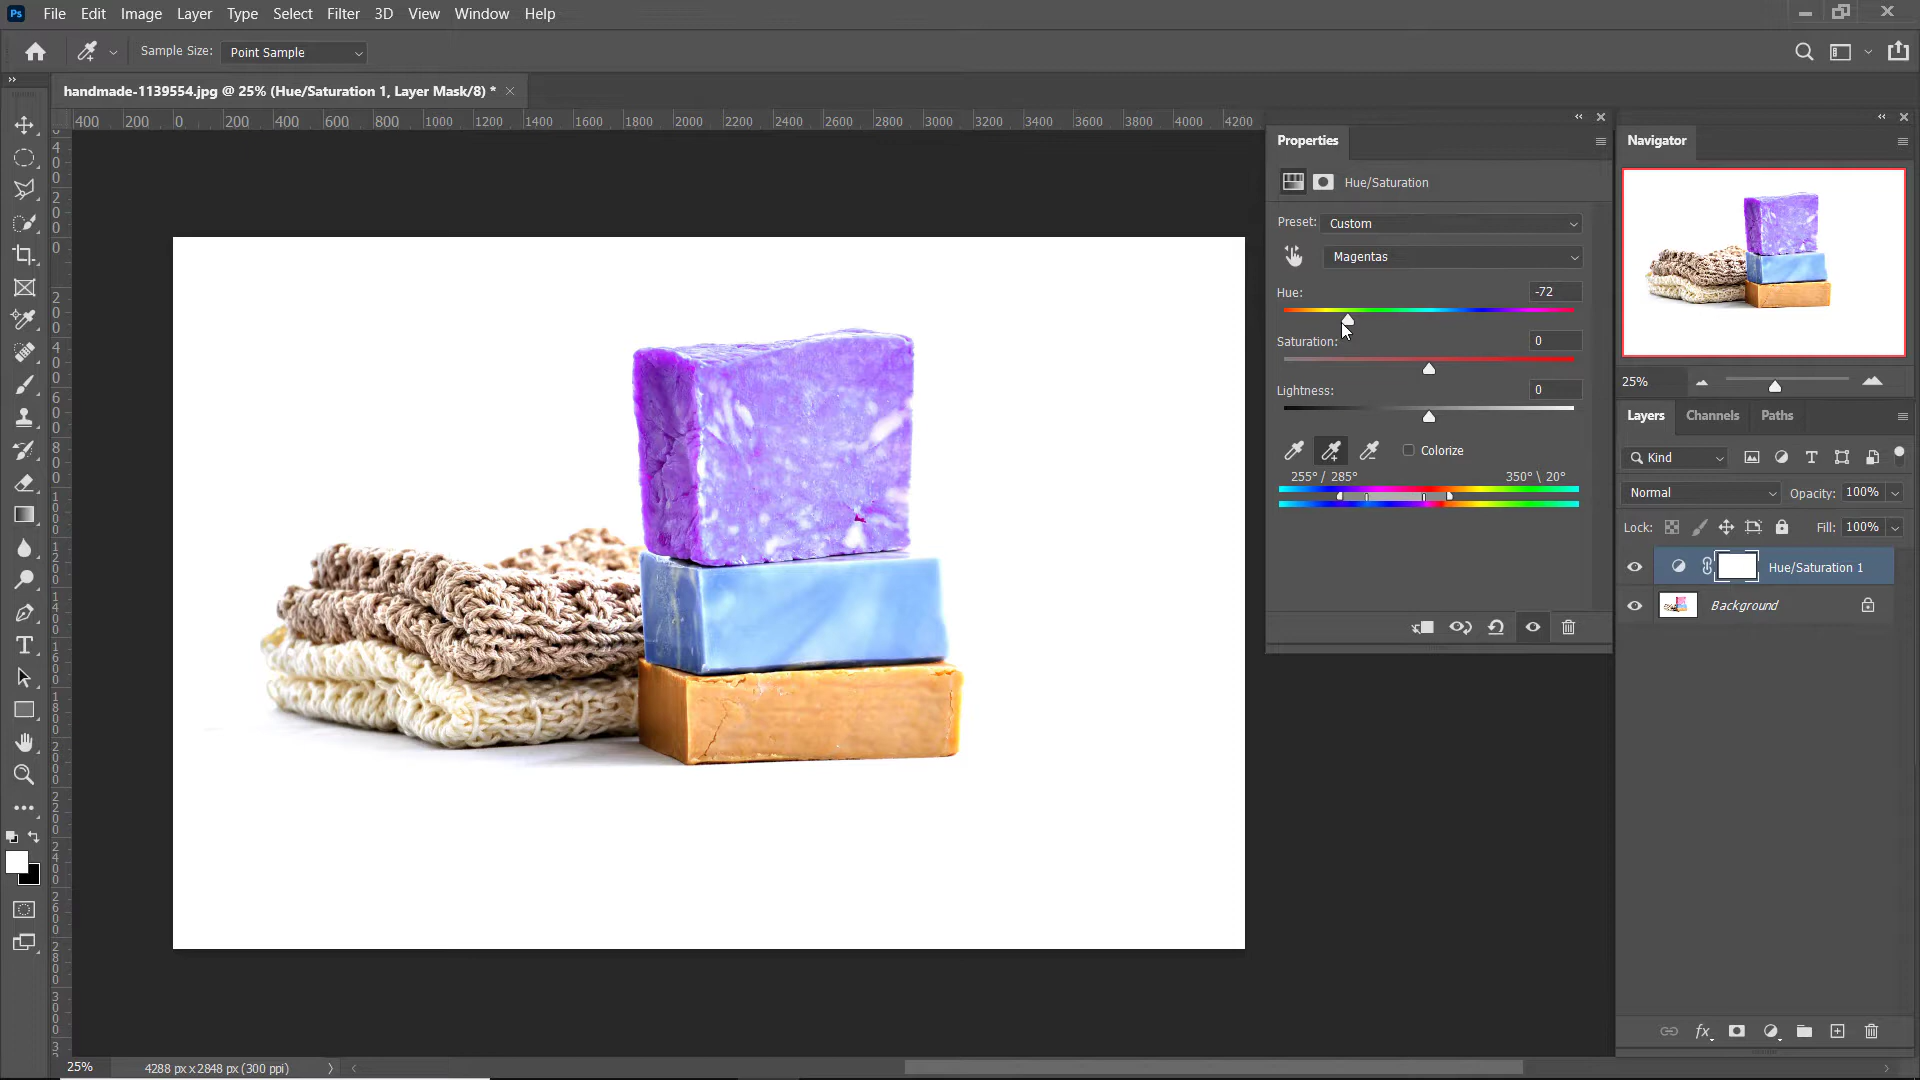 Ps File Edit Image Layer Type Select Filter 3D View Window Help
Sample Size: Point Sample
handmade-1139554.jpg @ 25% (Hue/Saturation 1, Layer Mask/8) * ×
400 200 0 200 400 600 800 1000 1200 1400 1600 1800 2000 2200 2400 2600 2800 3000 3200 3400 3600 3800 4000 4200
Properties
Hue/Saturation
Preset: Custom
Magentas
Hue: -72
Saturation: 0
Lightness: 0
Colorize
255° / 285° 350° \ 20°
Navigator
25%
Layers Channels Paths
Kind
Normal Opacity: 100%
Lock: Fill: 100%
Hue/Saturation 1
Background
fx
25% 4288 px x 2848 px (300 ppi)